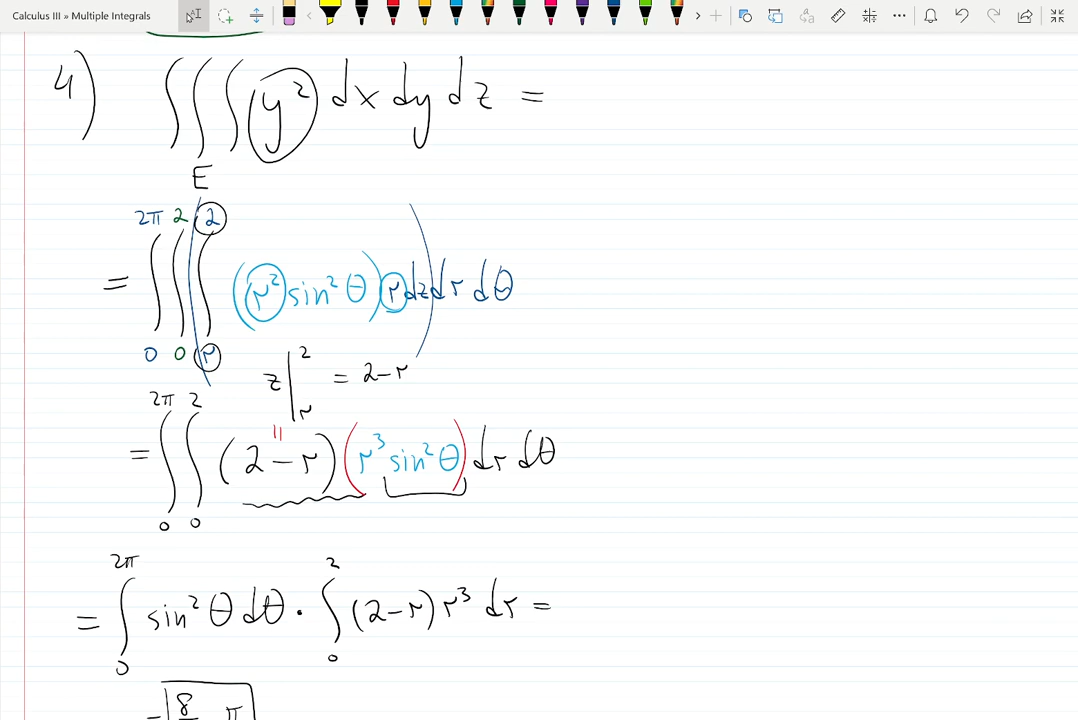 Calculus III » Multiple Integrals
4) ∫∫∫_E y² dx dy dz =
= ∫_0^{2π} ∫_0^2 ( ∫_r^2 (r² sin² θ) r dz ) dr dθ
z |_r^2 = 2 − r
= ∫_0^{2π} ∫_0^2 (2 − r) (r³ sin² θ) dr dθ
= ∫_0^{2π} sin² θ dθ · ∫_0^2 (2 − r) r³ dr =
8 π